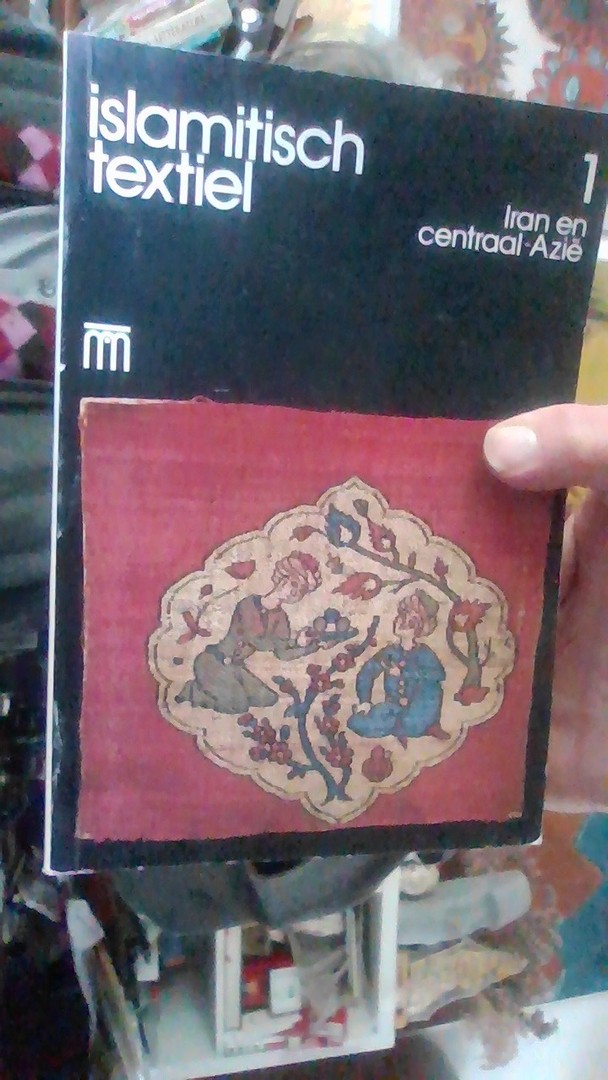 islamitisch
textiel
1
Iran en
centraal-Azië